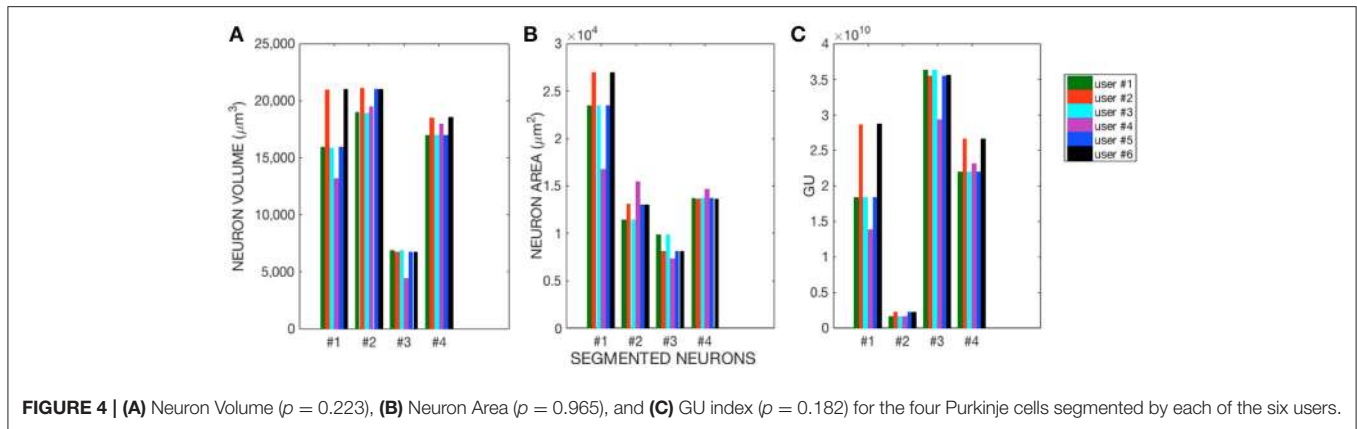 A
25,000
20,000
15,000
10,000
5,000
0
NEURON VOLUME (μm³)
#1 #2 #3 #4
B
×10⁴
3
2.5
2
1.5
1
0.5
0
NEURON AREA (μm²)
#1 #2 #3 #4
SEGMENTED NEURONS
C
×10¹⁰
4
3.5
3
2.5
2
1.5
1
0.5
0
GU
#1 #2 #3 #4
user #1
user #2
user #3
user #4
user #5
user #6
FIGURE 4 | (A) Neuron Volume (p = 0.223), (B) Neuron Area (p = 0.965), and (C) GU index (p = 0.182) for the four Purkinje cells segmented by each of the six users.